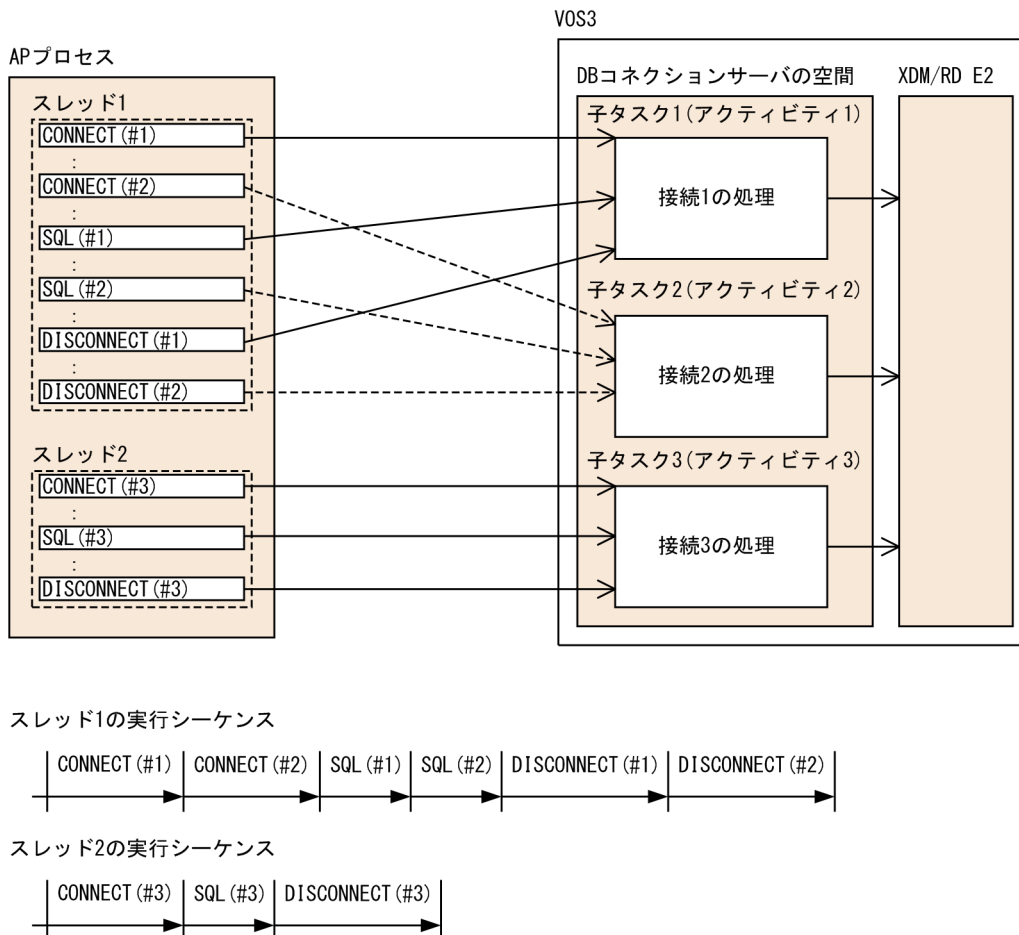 VOS3
APプロセス
DBコネクションサーバの空間
XDM/RD E2
スレッド1
CONNECT(#1)
:
CONNECT(#2)
:
SQL(#1)
:
SQL(#2)
:
DISCONNECT(#1)
:
DISCONNECT(#2)
スレッド2
CONNECT(#3)
:
SQL(#3)
:
DISCONNECT(#3)
子タスク1(アクティビティ1)
接続1の処理
子タスク2(アクティビティ2)
接続2の処理
子タスク3(アクティビティ3)
接続3の処理
スレッド1の実行シーケンス
CONNECT(#1) CONNECT(#2) SQL(#1) SQL(#2) DISCONNECT(#1) DISCONNECT(#2)
スレッド2の実行シーケンス
CONNECT(#3) SQL(#3) DISCONNECT(#3)